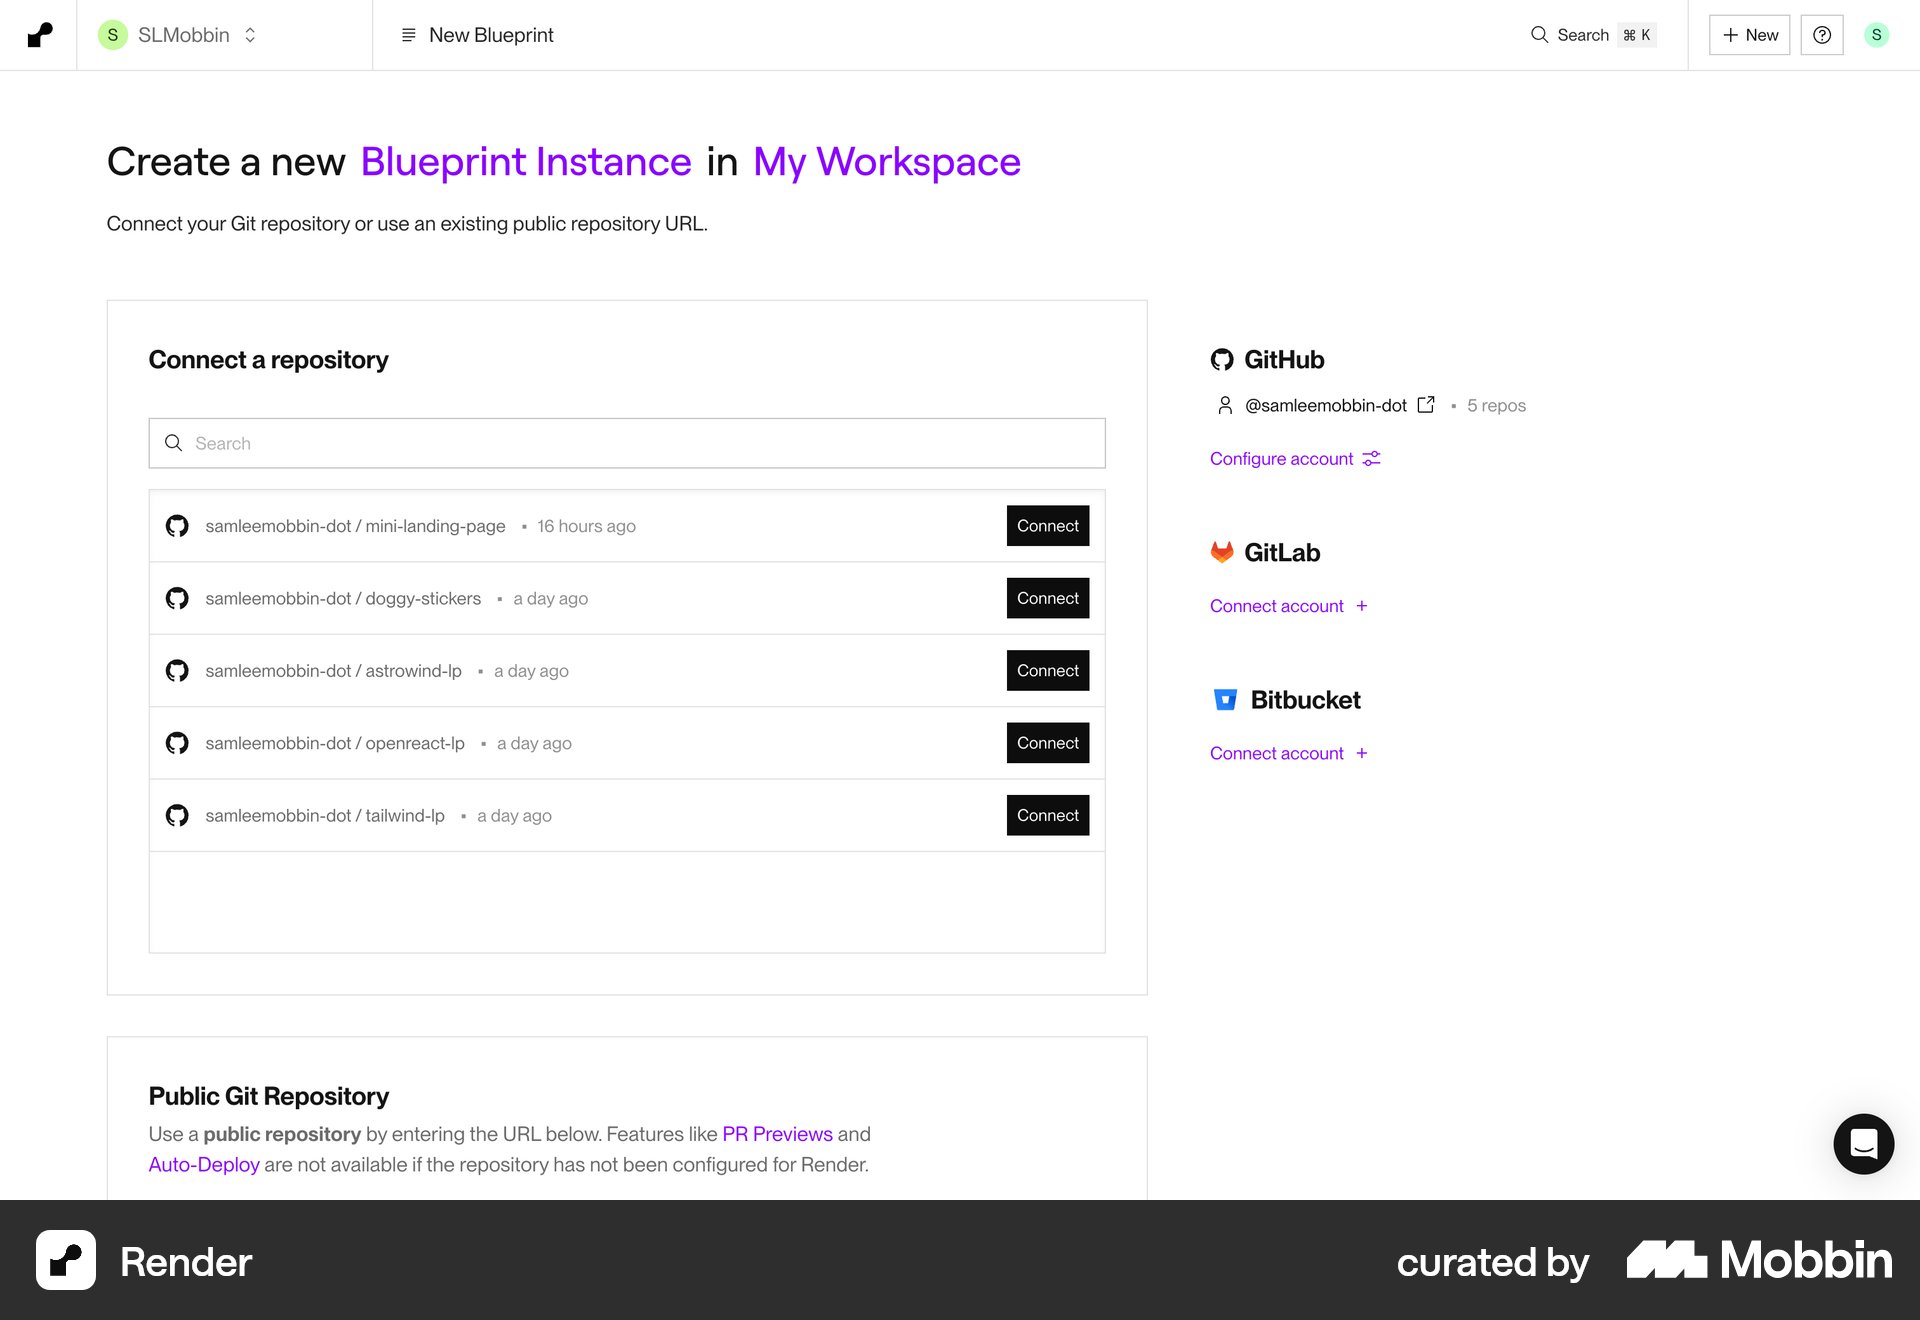 S SLMobbin
New Blueprint
Search ⌘ K
+ New
S
Create a new Blueprint Instance in My Workspace
Connect your Git repository or use an existing public repository URL.
Connect a repository
Search
samleemobbin-dot / mini-landing-page ▪ 16 hours ago
Connect
samleemobbin-dot / doggy-stickers ▪ a day ago
Connect
samleemobbin-dot / astrowind-lp ▪ a day ago
Connect
samleemobbin-dot / openreact-lp ▪ a day ago
Connect
samleemobbin-dot / tailwind-lp ▪ a day ago
Connect
GitHub
@samleemobbin-dot ▪ 5 repos
Configure account
GitLab
Connect account +
Bitbucket
Connect account +
Public Git Repository
Use a public repository by entering the URL below. Features like PR Previews and
Auto-Deploy are not available if the repository has not been configured for Render.
Render
curated by Mobbin